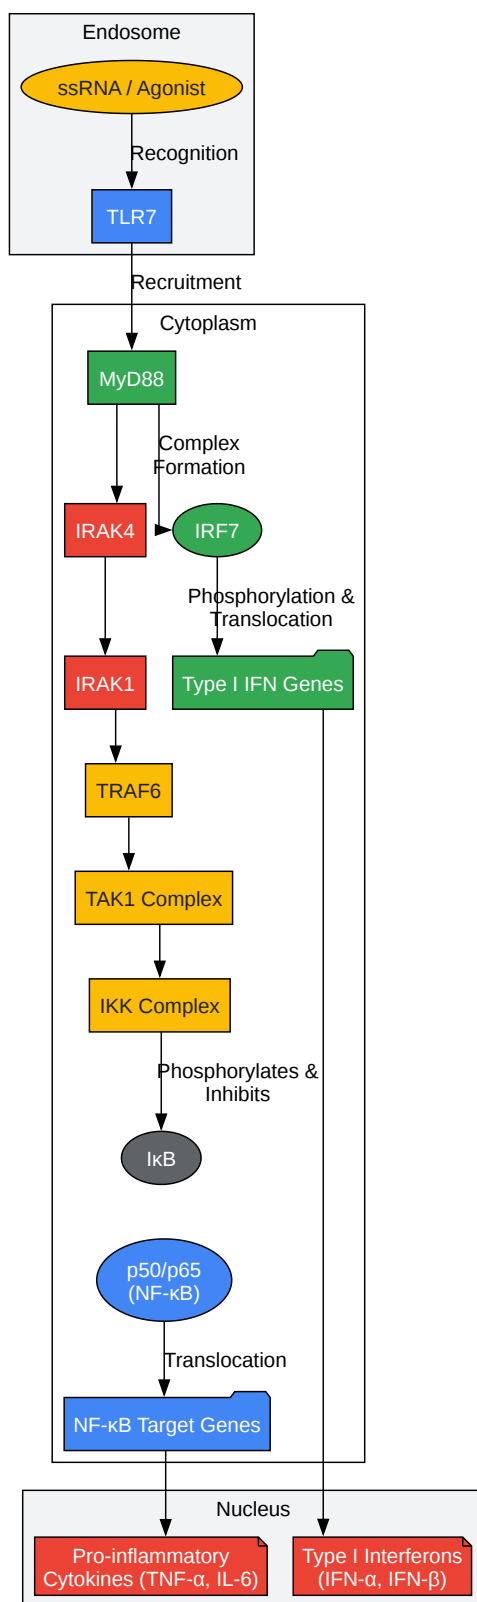 Endosome
ssRNA / Agonist
Recognition
TLR7
Recruitment
Cytoplasm
MyD88
Complex
Formation
IRAK4
IRF7
Phosphorylation &
Translocation
IRAK1
Type I IFN Genes
TRAF6
TAK1 Complex
IKK Complex
Phosphorylates &
Inhibits
IκB
p50/p65
(NF-κB)
Translocation
NF-κB Target Genes
Nucleus
Pro-inflammatory
Cytokines (TNF-α, IL-6)
Type I Interferons
(IFN-α, IFN-β)